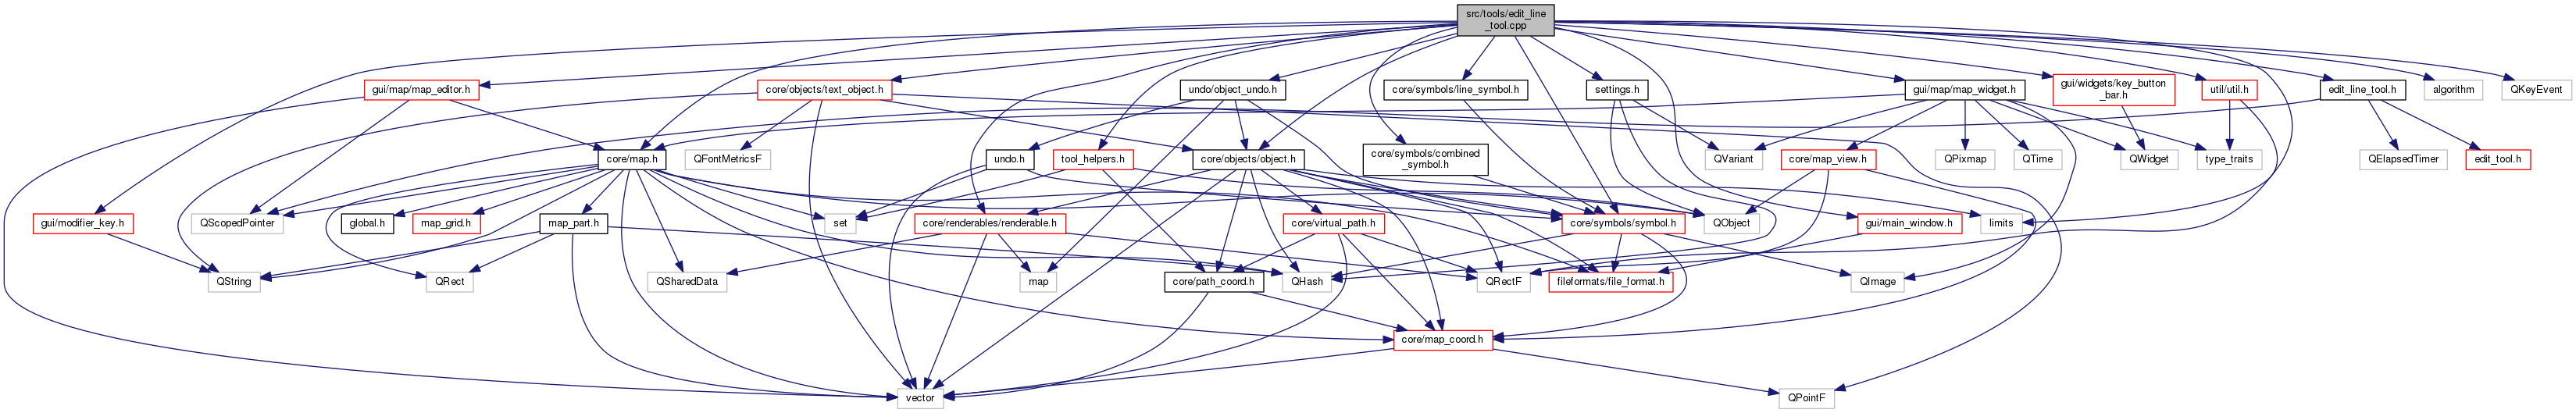 src/tools/edit_line
_tool.cpp
gui/map/map_editor.h
core/objects/text_object.h
undo/object_undo.h
core/symbols/line_symbol.h
settings.h
gui/map/map_widget.h
gui/widgets/key_button
_bar.h
util/util.h
edit_line_tool.h
algorithm
QKeyEvent
QFontMetricsF
core/map.h
undo.h
tool_helpers.h
core/objects/object.h
core/symbols/combined
_symbol.h
QVariant
core/map_view.h
QPixmap
QTime
QWidget
type_traits
QElapsedTimer
edit_tool.h
gui/modifier_key.h
QScopedPointer
global.h
map_grid.h
map_part.h
set
core/renderables/renderable.h
core/virtual_path.h
core/symbols/symbol.h
QObject
gui/main_window.h
limits
QString
QRect
QSharedData
map
core/path_coord.h
QHash
QRectF
fileformats/file_format.h
QImage
core/map_coord.h
vector
QPointF